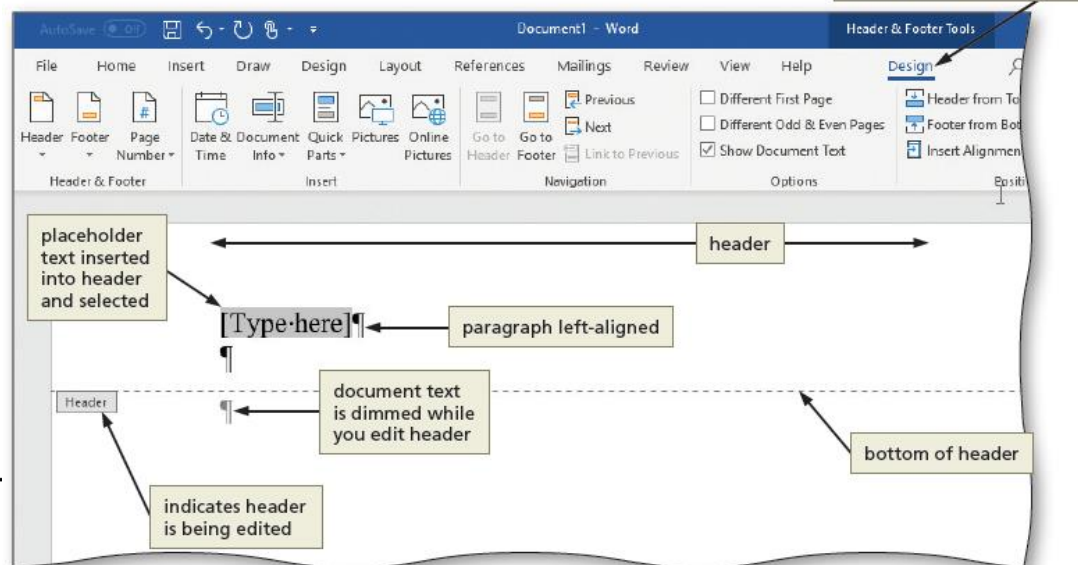 AutoSave Off Document1 - Word Header & Footer Tools
File Home Insert Draw Design Layout References Mailings Review View Help Design
Header Footer Page Number
Date & Time Document Info Quick Parts Pictures Online Pictures
Go to Header Go to Footer
Previous
Next
Link to Previous
Different First Page
Different Odd & Even Pages
Show Document Text
Header from To
Footer from Bot
Insert Alignmen
Header & Footer Insert Navigation Options Positi
placeholder
text inserted
into header
and selected
header
[Type·here]¶
paragraph left-aligned
¶
Header
¶
document text
is dimmed while
you edit header
bottom of header
indicates header
is being edited